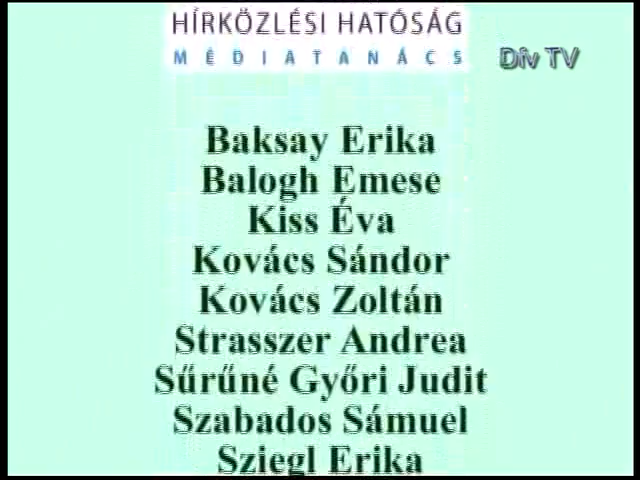 HÍRKÖZLÉSI HATÓSÁG
MÉDIATANÁCS
Div TV
Baksay Erika
Balogh Emese
Kiss Éva
Kovács Sándor
Kovács Zoltán
Strasszer Andrea
Sűrűné Győri Judit
Szabados Sámuel
Sziegl Erika